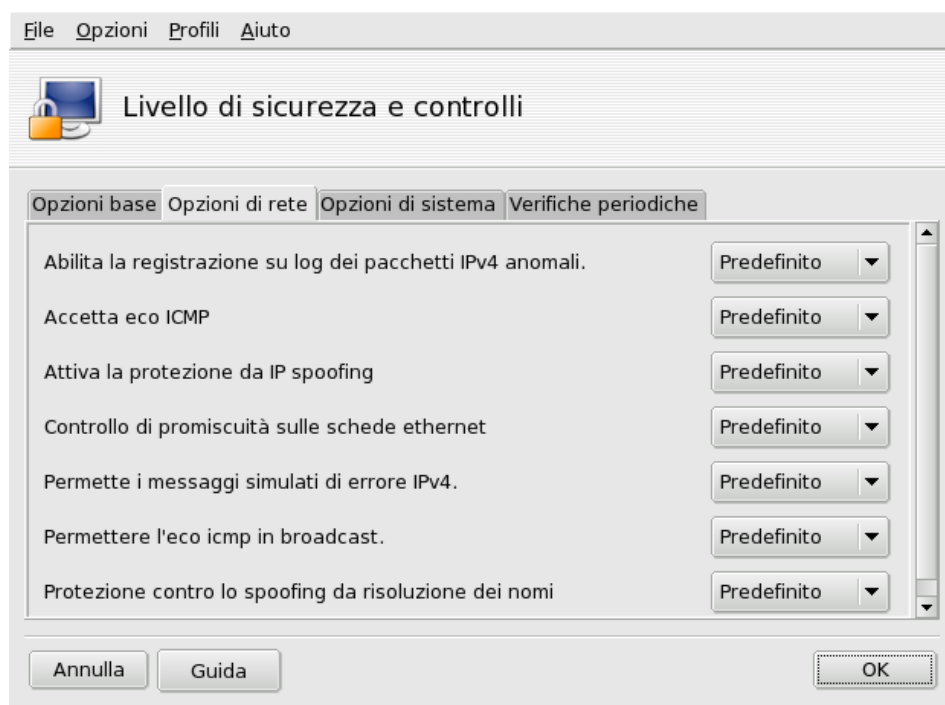 File Opzioni Profili Aiuto
Livello di sicurezza e controlli
Opzioni base Opzioni di rete Opzioni di sistema Verifiche periodiche
Abilita la registrazione su log dei pacchetti IPv4 anomali. Predefinito
Accetta eco ICMP Predefinito
Attiva la protezione da IP spoofing Predefinito
Controllo di promiscuità sulle schede ethernet Predefinito
Permette i messaggi simulati di errore IPv4. Predefinito
Permettere l'eco icmp in broadcast. Predefinito
Protezione contro lo spoofing da risoluzione dei nomi Predefinito
Annulla Guida OK